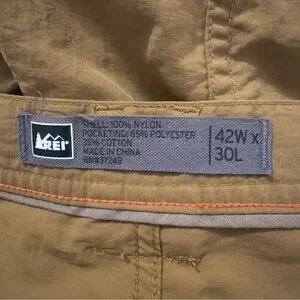 REI
SHELL: 100% NYLON
POCKETING: 65% POLYESTER
35% COTTON
MADE IN CHINA
RN#37249
42W x
30L